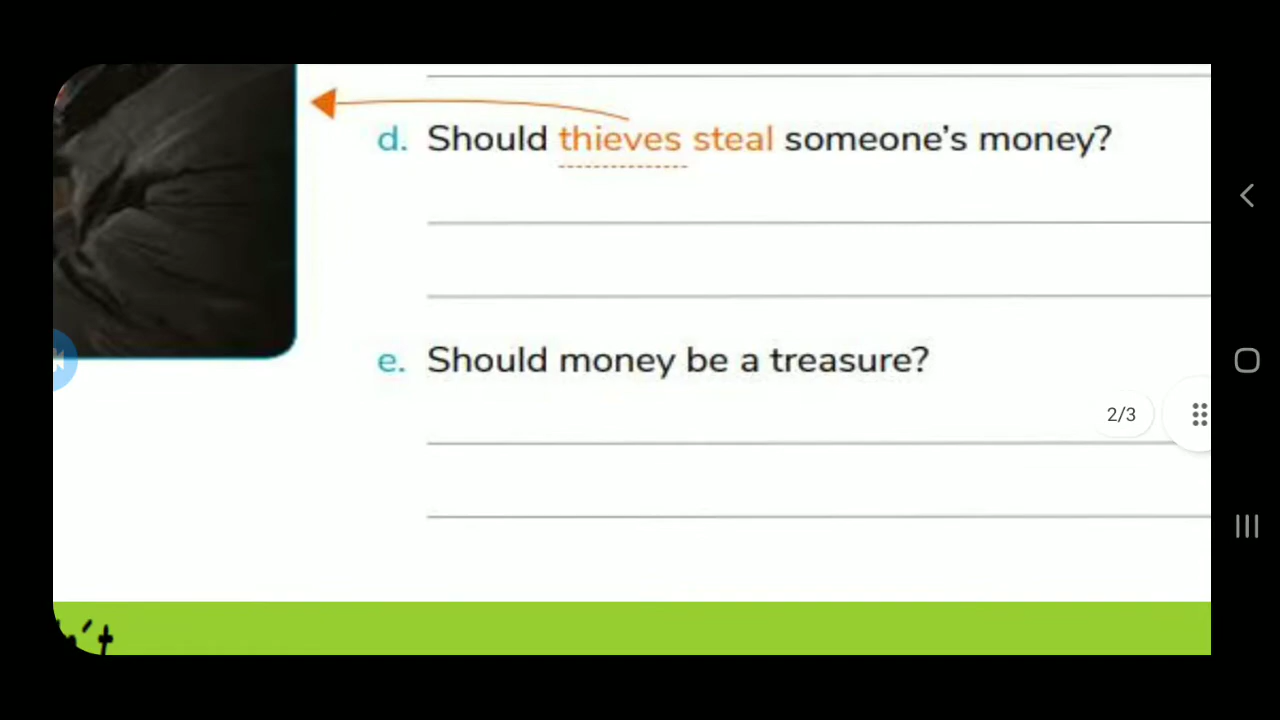 d. Should thieves steal someone's money?
e. Should money be a treasure?
2/3